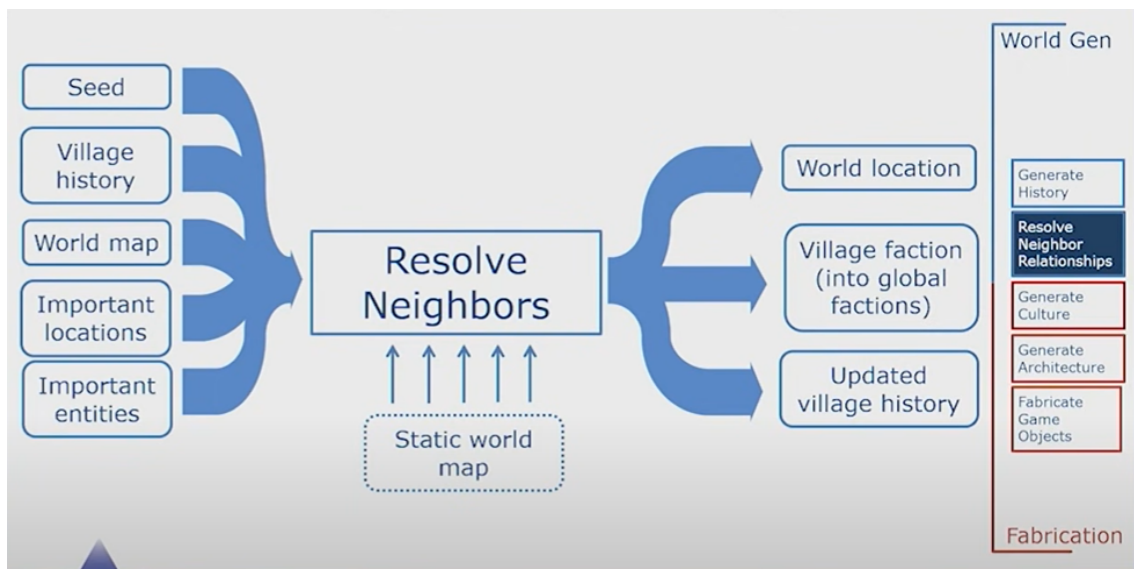 Seed
Village
history
World map
Important
locations
Important
entities
Resolve
Neighbors
Static world
map
World location
Village faction
(into global
factions)
Updated
village history
World Gen
Generate
History
Resolve
Neighbor
Relationships
Generate
Culture
Generate
Architecture
Fabricate
Game
Objects
Fabrication